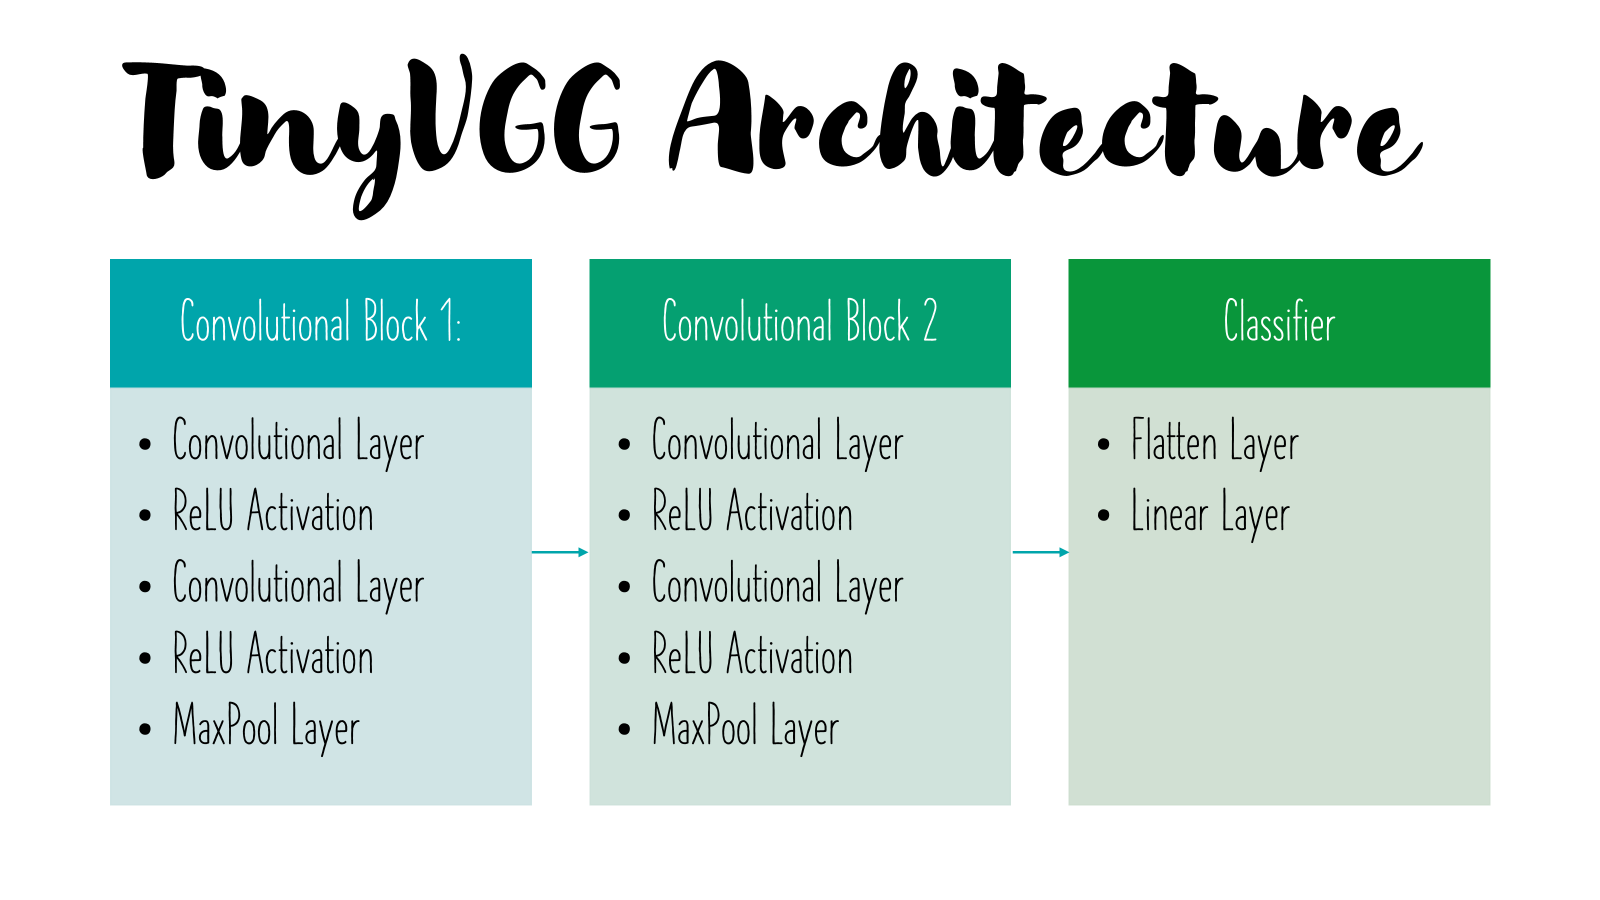 TinyVGG Architecture
Convolutional Block 1:
• Convolutional Layer
• ReLU Activation
• Convolutional Layer
• ReLU Activation
• MaxPool Layer
Convolutional Block 2
• Convolutional Layer
• ReLU Activation
• Convolutional Layer
• ReLU Activation
• MaxPool Layer
Classifier
• Flatten Layer
• Linear Layer